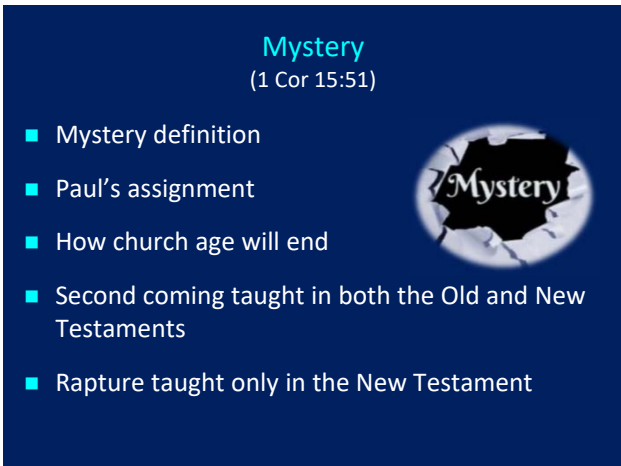 Mystery
(1 Cor 15:51)
Mystery definition
Paul’s assignment
Mystery
How church age will end
Second coming taught in both the Old and New
Testaments
Rapture taught only in the New Testament